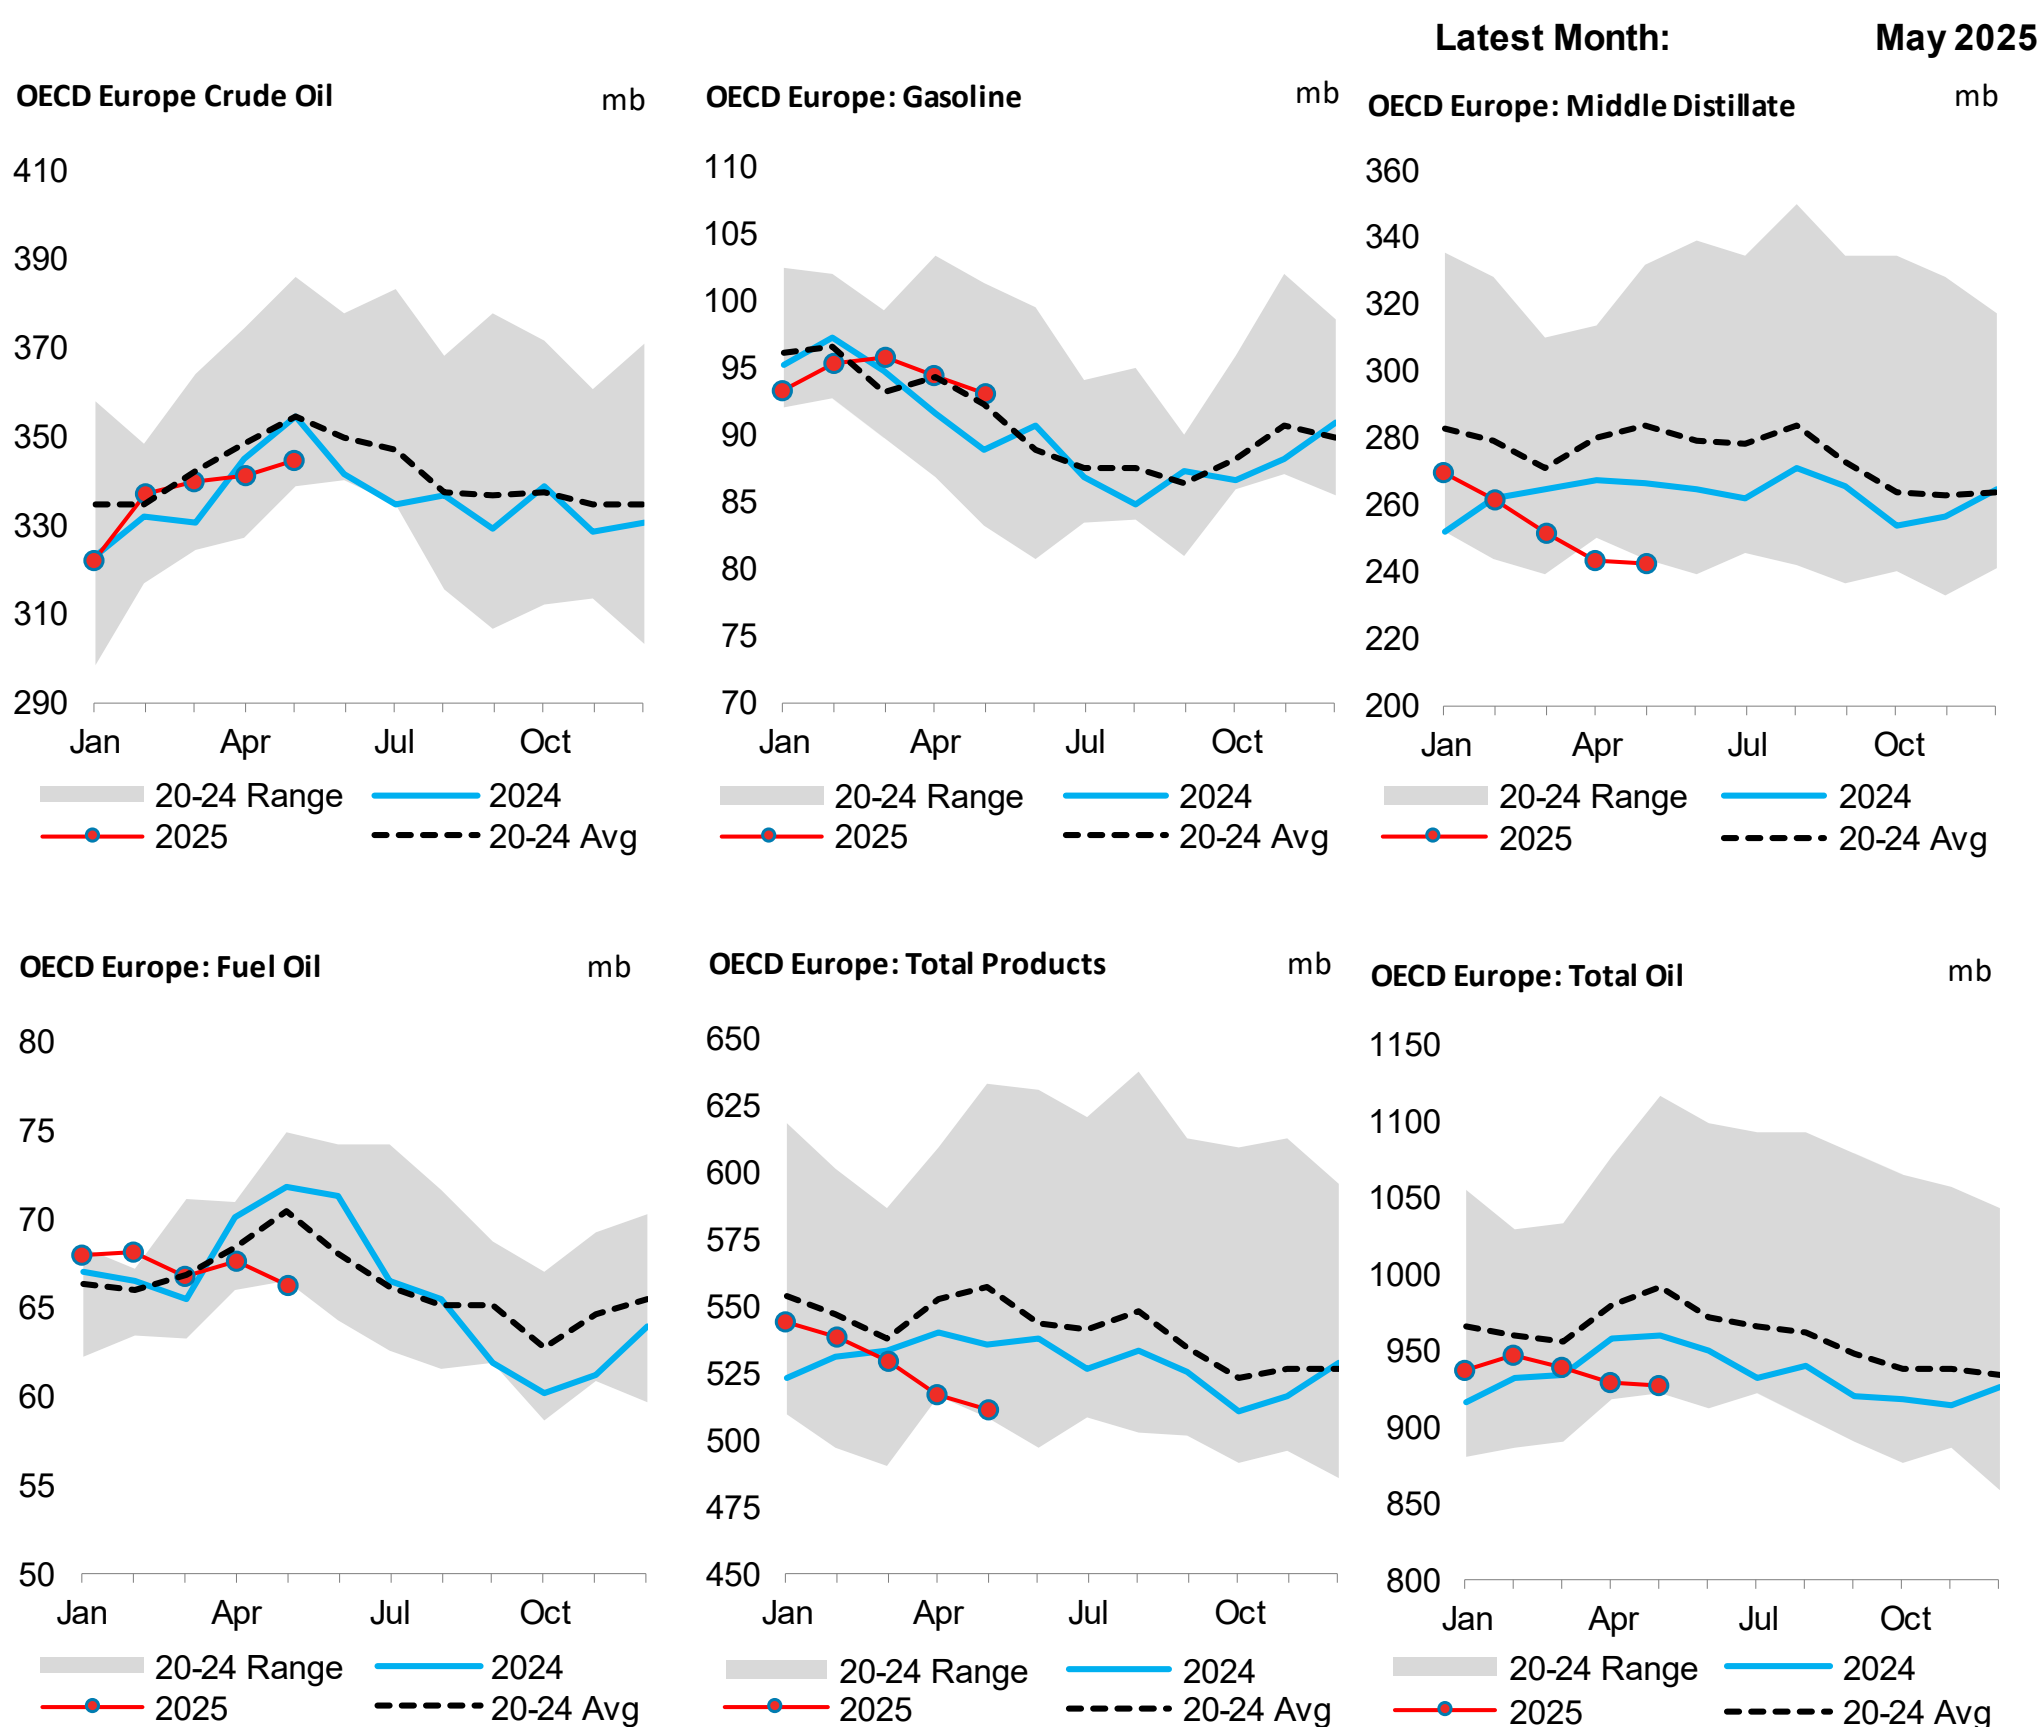 Latest Month: May 2025
OECD Europe Crude Oil mb
410
390
370
350
330
310
290
Jan Apr Jul Oct
20-24 Range 2024
2025 20-24 Avg
OECD Europe: Gasoline mb
110
105
100
95
90
85
80
75
70
Jan Apr Jul Oct
20-24 Range 2024
2025 20-24 Avg
OECD Europe: Middle Distillate mb
360
340
320
300
280
260
240
220
200
Jan Apr Jul Oct
20-24 Range 2024
2025 20-24 Avg
OECD Europe: Fuel Oil mb
80
75
70
65
60
55
50
Jan Apr Jul Oct
20-24 Range 2024
2025 20-24 Avg
OECD Europe: Total Products mb
650
625
600
575
550
525
500
475
450
Jan Apr Jul Oct
20-24 Range 2024
2025 20-24 Avg
OECD Europe: Total Oil mb
1150
1100
1050
1000
950
900
850
800
Jan Apr Jul Oct
20-24 Range 2024
2025 20-24 Avg